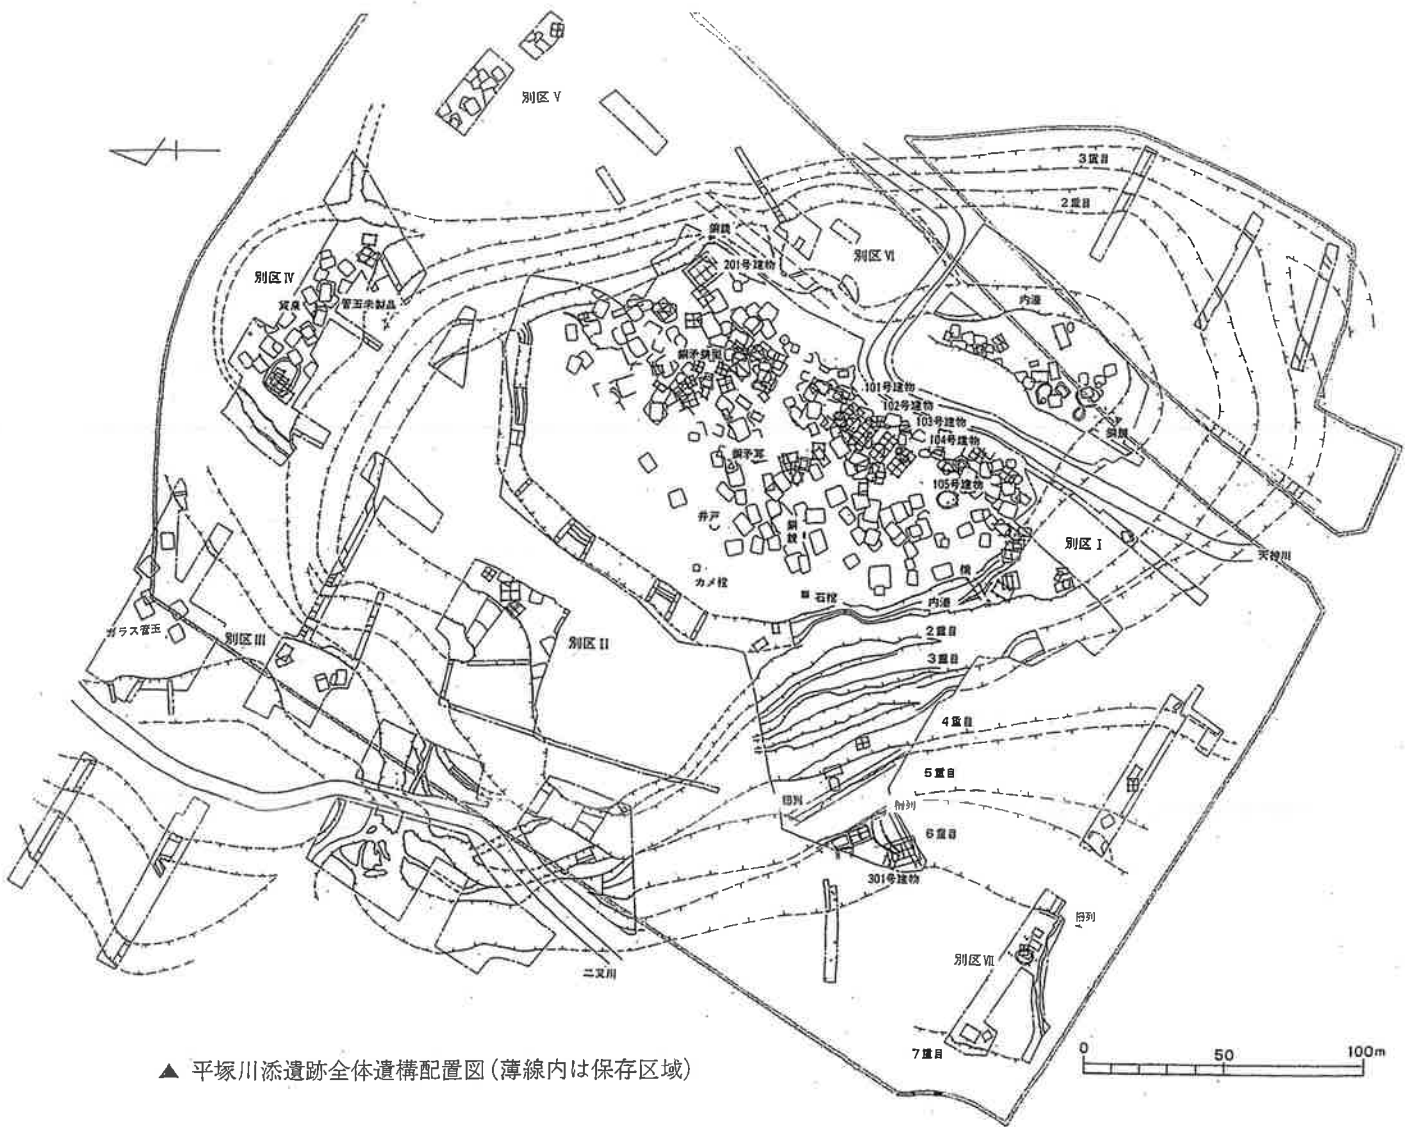 別区Ⅴ
3重目
2重目
銅鏡
201号建物
別区Ⅵ
別区Ⅳ
貨泉
管玉未製品
内濠
銅矛鋳型
101号建物
102号建物
103号建物
104号建物
銅鏡
銅矛耳
105号建物
井戸
銅鏡
別区Ⅰ
天神川
カメ棺
石棺
橋
内濠
ガラス管玉
別区Ⅲ
別区Ⅱ
2重目
3重目
4重目
5重目
柵列
柵列
6重目
301号建物
柵列
別区Ⅶ
二又川
7重目
0 50 100m
▲ 平塚川添遺跡全体遺構配置図(薄線内は保存区域)